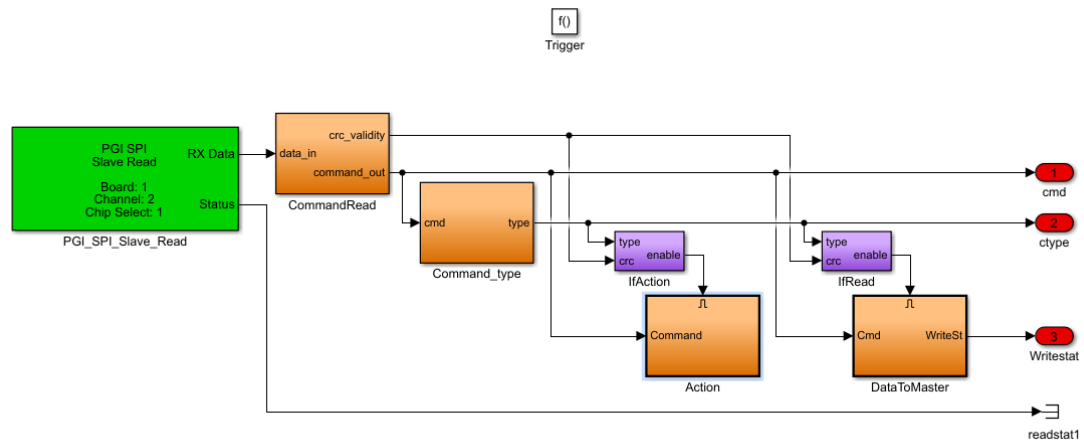 f()
Trigger
PGI SPI
Slave Read
Board: 1
Channel: 2
Chip Select: 1
RX Data
Status
PGI_SPI_Slave_Read
data_in
crc_validity
command_out
CommandRead
cmd
type
Command_type
type
crc
enable
IfAction
Command
Action
type
crc
enable
IfRead
Cmd
WriteSt
DataToMaster
1
cmd
2
ctype
3
Writestat
readstat1